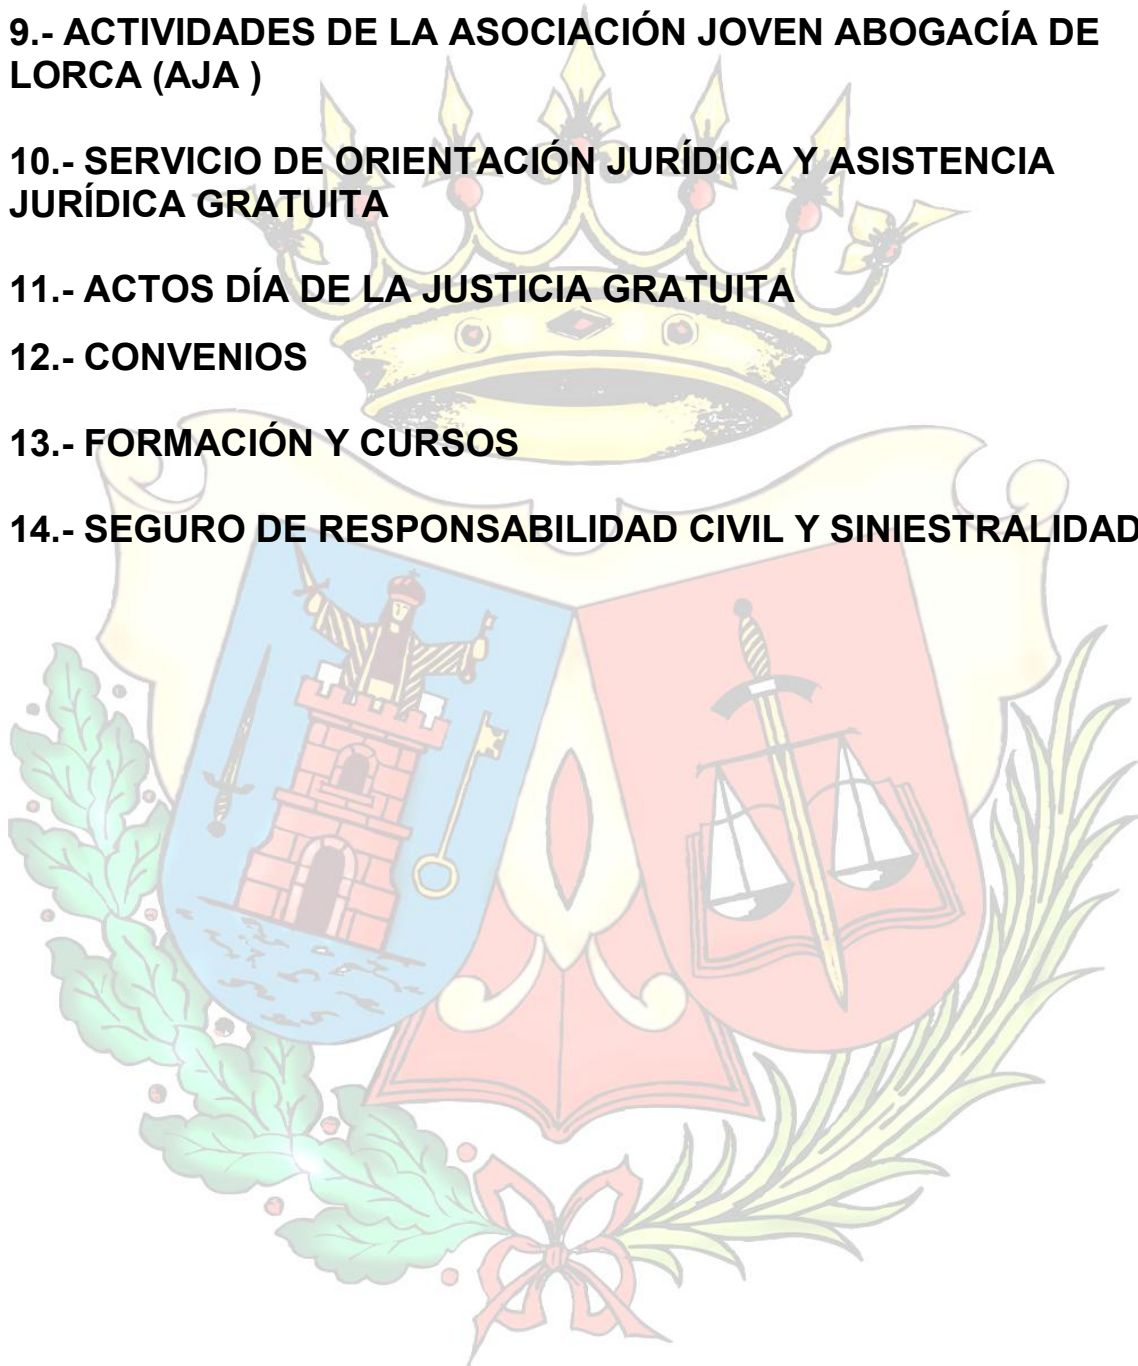 9.- ACTIVIDADES DE LA ASOCIACIÓN JOVEN ABOGACÍA DE
LORCA (AJA )
10.- SERVICIO DE ORIENTACIÓN JURÍDICA Y ASISTENCIA
JURÍDICA GRATUITA
11.- ACTOS DÍA DE LA JUSTICIA GRATUITA
12.- CONVENIOS
13.- FORMACIÓN Y CURSOS
14.- SEGURO DE RESPONSABILIDAD CIVIL Y SINIESTRALIDAD